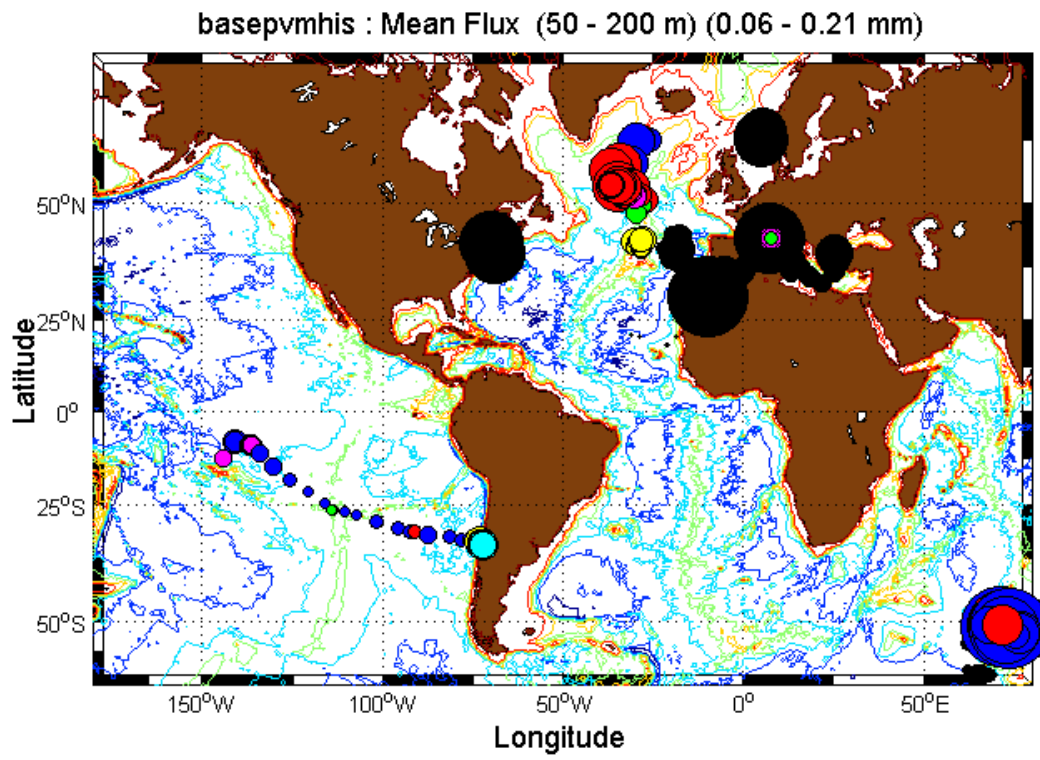 basepvmhis : Mean Flux (50 - 200 m) (0.06 - 0.21 mm)
Latitude
50°N
25°N
0°
25°S
50°S
150°W 100°W 50°W 0° 50°E
Longitude